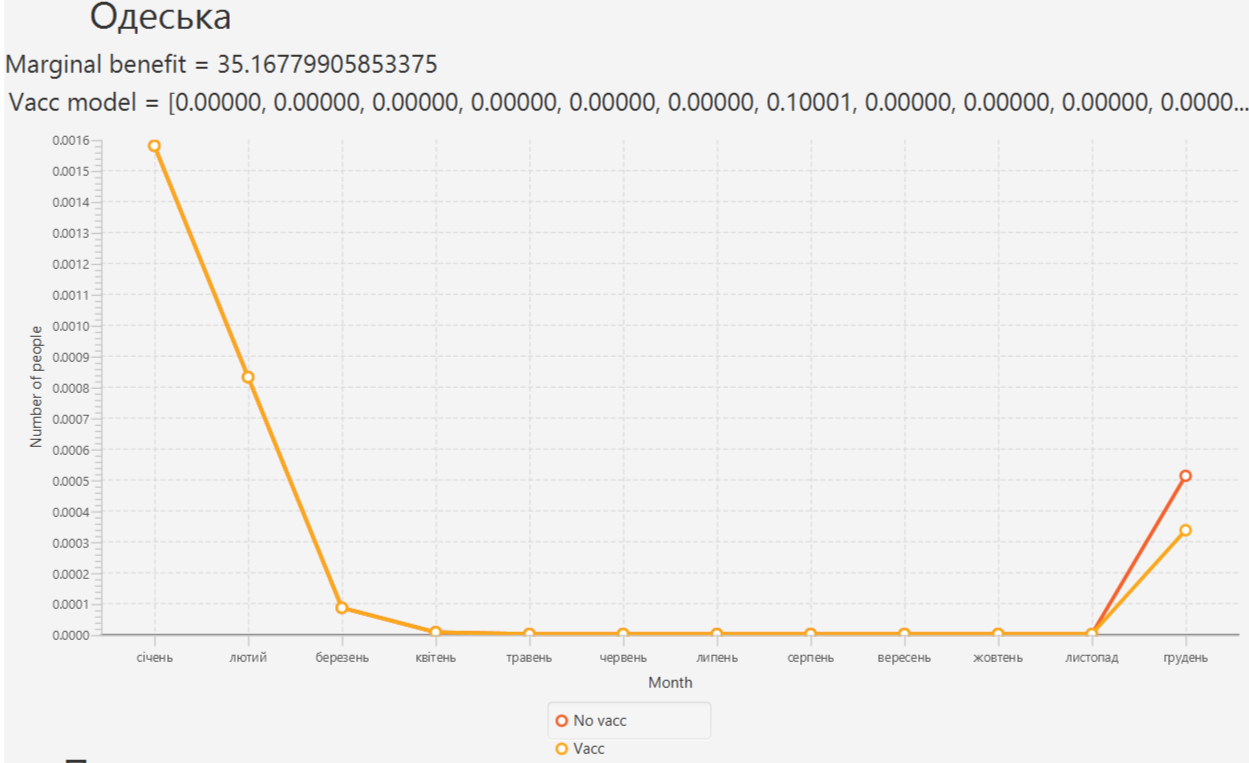 Одеська
Marginal benefit = 35.16779905853375
Vacc model = [0.00000, 0.00000, 0.00000, 0.00000, 0.00000, 0.00000, 0.10001, 0.00000, 0.00000, 0.00000, 0.0000...
0.0016
0.0015
0.0014
0.0013
0.0012
0.0011
0.0010
0.0009
0.0008
0.0007
0.0006
0.0005
0.0004
0.0003
0.0002
0.0001
0.0000
Number of people
січень лютий березень квітень травень червень липень серпень вересень жовтень листопад грудень
Month
No vacc
Vacc